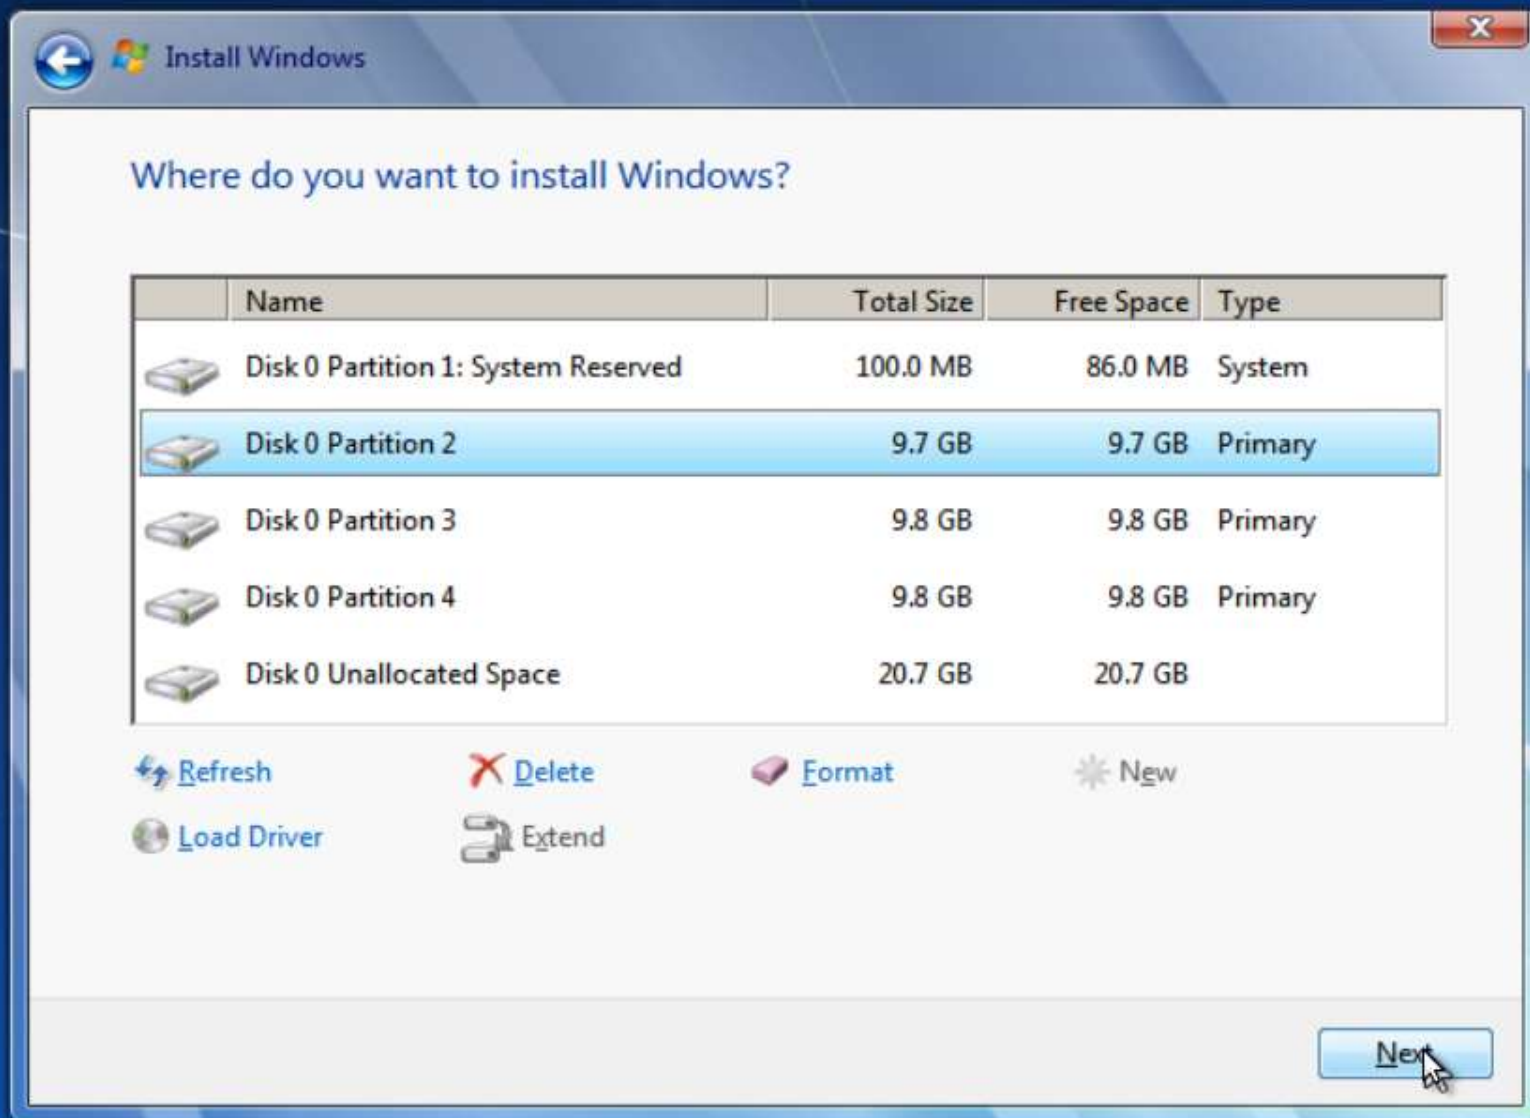 Install Windows
Where do you want to install Windows?
Name Total Size Free Space Type
Disk 0 Partition 1: System Reserved 100.0 MB 86.0 MB System
Disk 0 Partition 2 9.7 GB 9.7 GB Primary
Disk 0 Partition 3 9.8 GB 9.8 GB Primary
Disk 0 Partition 4 9.8 GB 9.8 GB Primary
Disk 0 Unallocated Space 20.7 GB 20.7 GB
Refresh Delete Format New
Load Driver Extend
Next